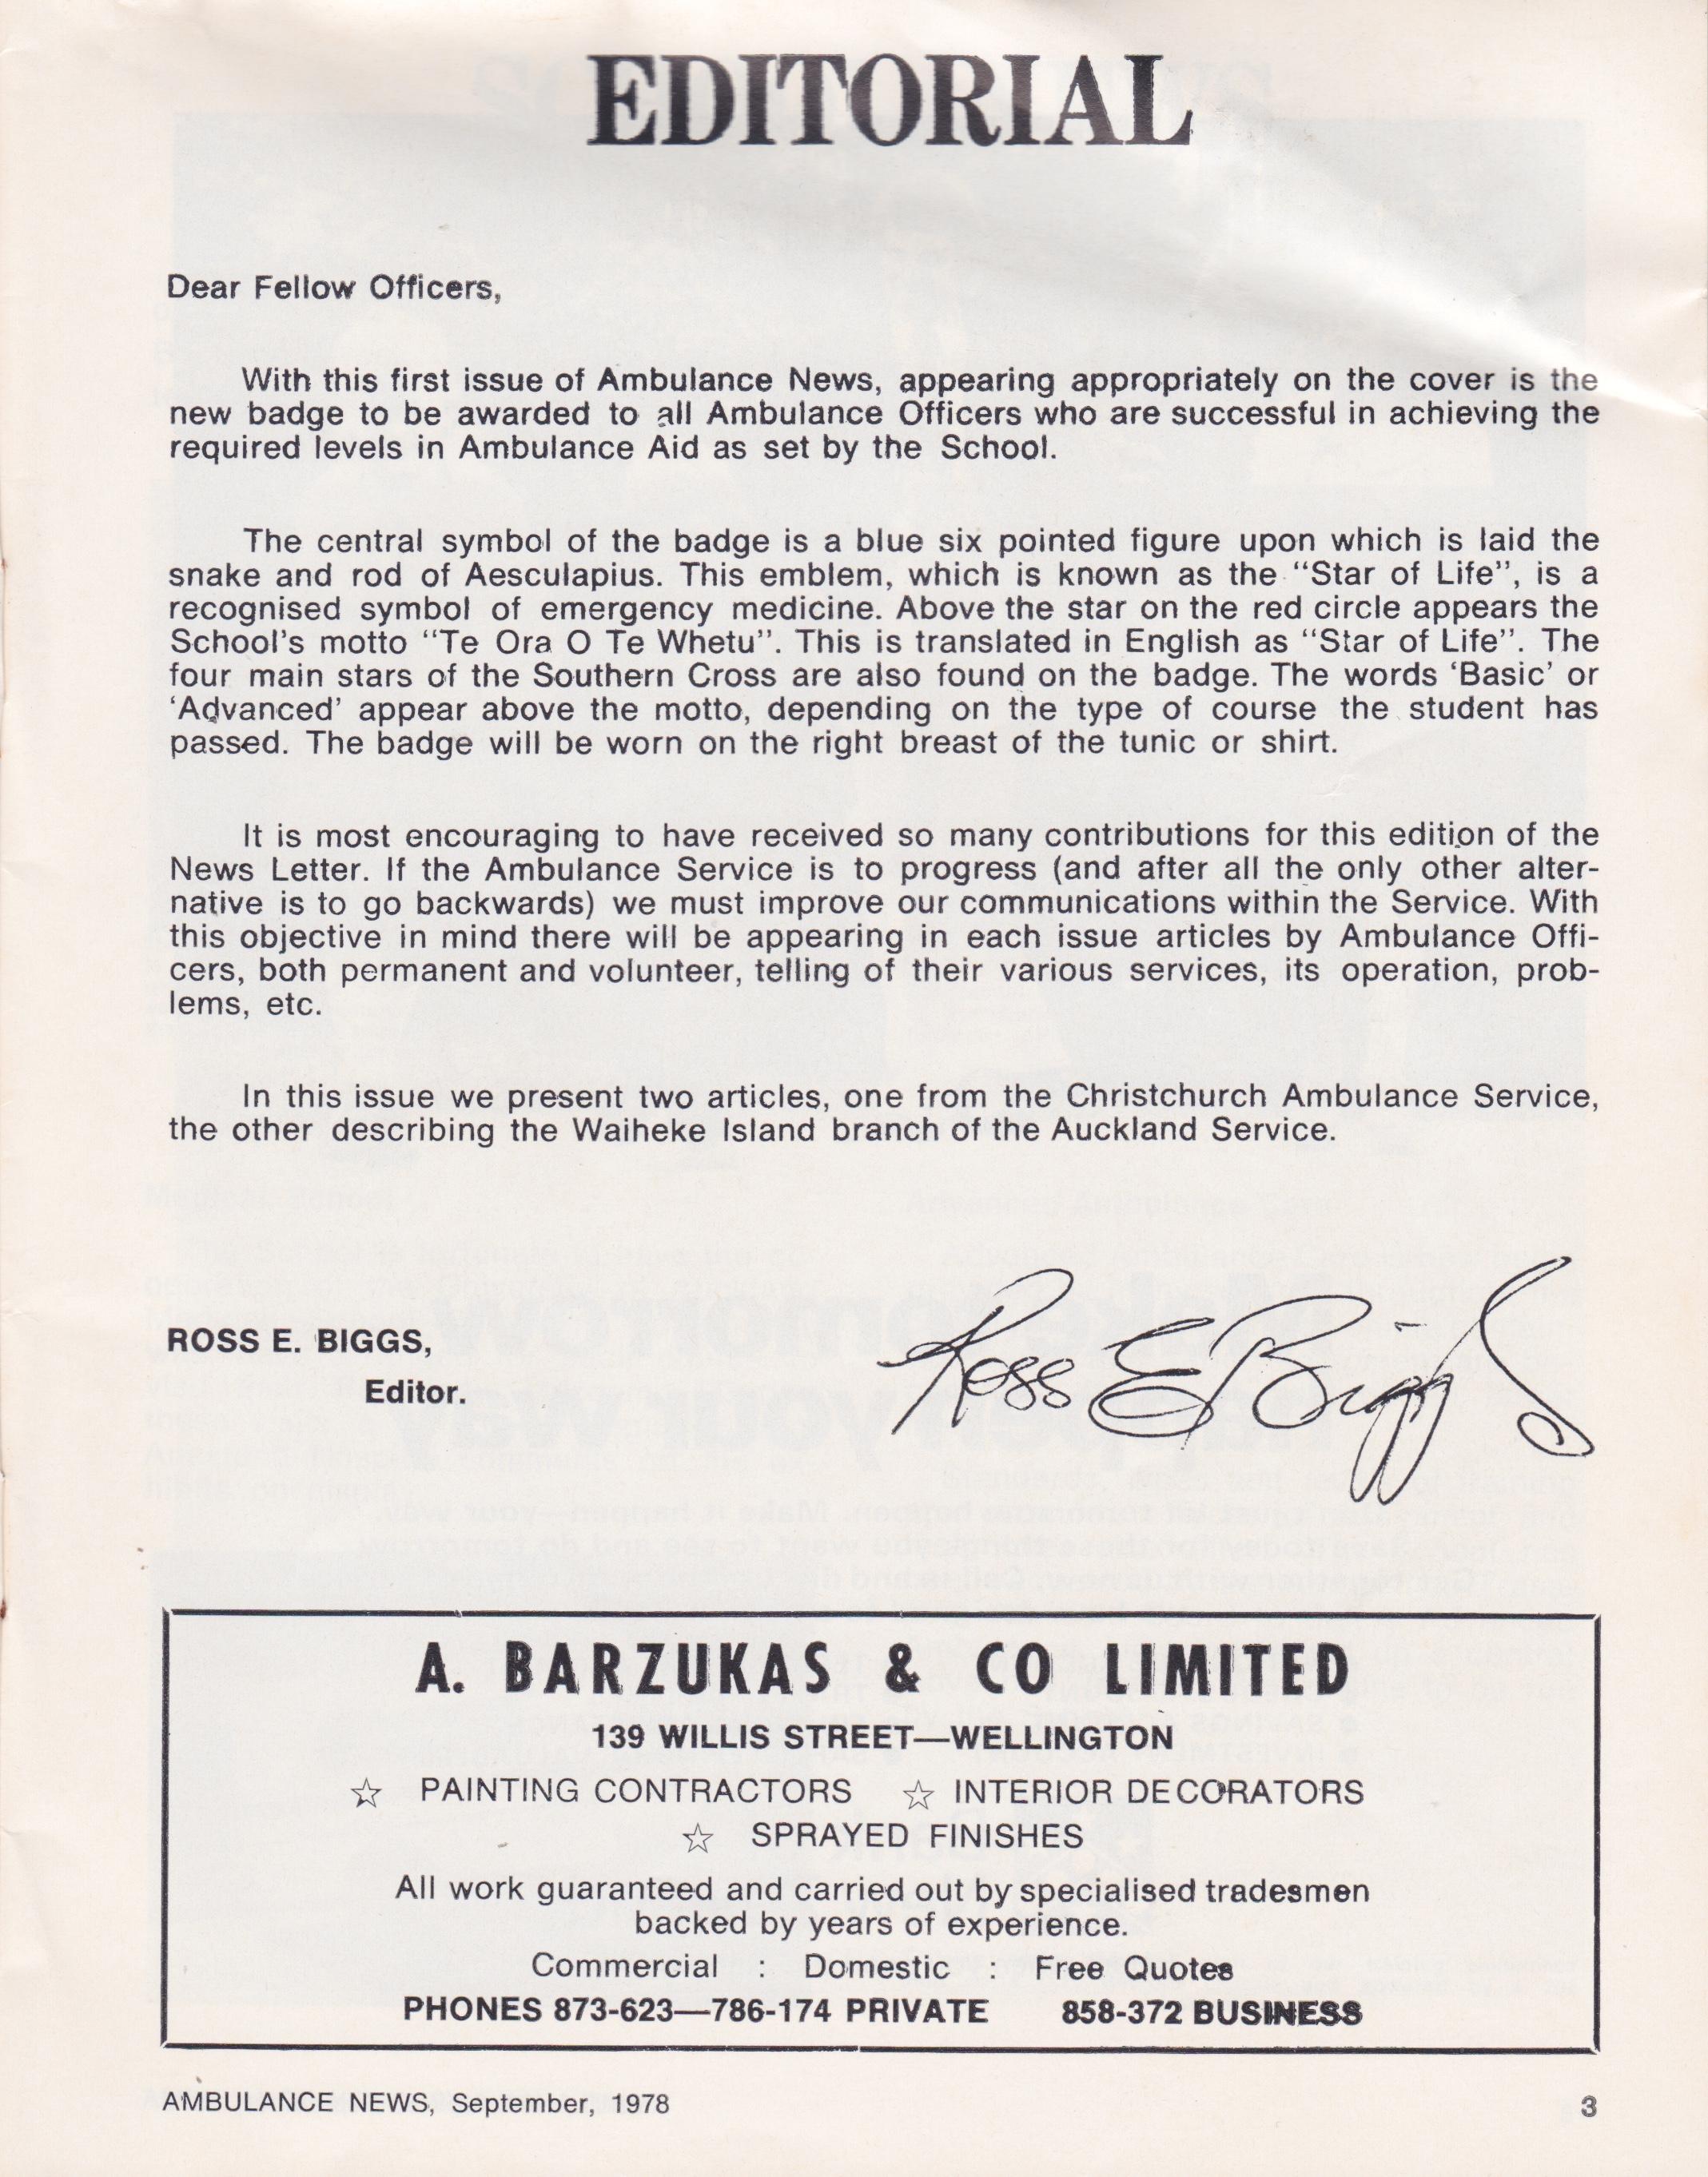 EDITORIAL
Dear Fellow Officers,
With this first issue of Ambulance News, appearing appropriately on the cover is the
new badge to be awarded to all Ambulance Officers who are successful in achieving the
required levels in Ambulance Aid as set by the School.
The central symbol of the badge is a blue six pointed figure upon which is laid the
snake and rod of Aesculapius. This emblem, which is known as the “Star of Life”, is a
recognised symbol of emergency medicine. Above the star on the red circle appears the
School’s motto “Te Ora O Te Whetu”. This is translated in English as “Star of Life”. The
four main stars of the Southern Cross are also found on the badge. The words ‘Basic’ or
‘Advanced’ appear above the motto, depending on the type of course the student has
passed. The badge will be worn on the right breast of the tunic or shirt.
It is most encouraging to have received so many contributions for this edition of the
News Letter. If the Ambulance Service is to progress (and after all the only other alter-
native is to go backwards) we must improve our communications within the Service. With
this objective in mind there will be appearing in each issue articles by Ambulance Offi-
cers, both permanent and volunteer, telling of their various services, its operation, prob-
lems, etc.
In this issue we present two articles, one from the Christchurch Ambulance Service,
the other describing the Waiheke Island branch of the Auckland Service.
ROSS E. BIGGS,
Editor.
Ross E Biggs
A. BARZUKAS & CO LIMITED
139 WILLIS STREET—WELLINGTON
☆ PAINTING CONTRACTORS ☆ INTERIOR DECORATORS
☆ SPRAYED FINISHES
All work guaranteed and carried out by specialised tradesmen
backed by years of experience.
Commercial : Domestic : Free Quotes
PHONES 873-623—786-174 PRIVATE 858-372 BUSINESS
AMBULANCE NEWS, September, 1978
3